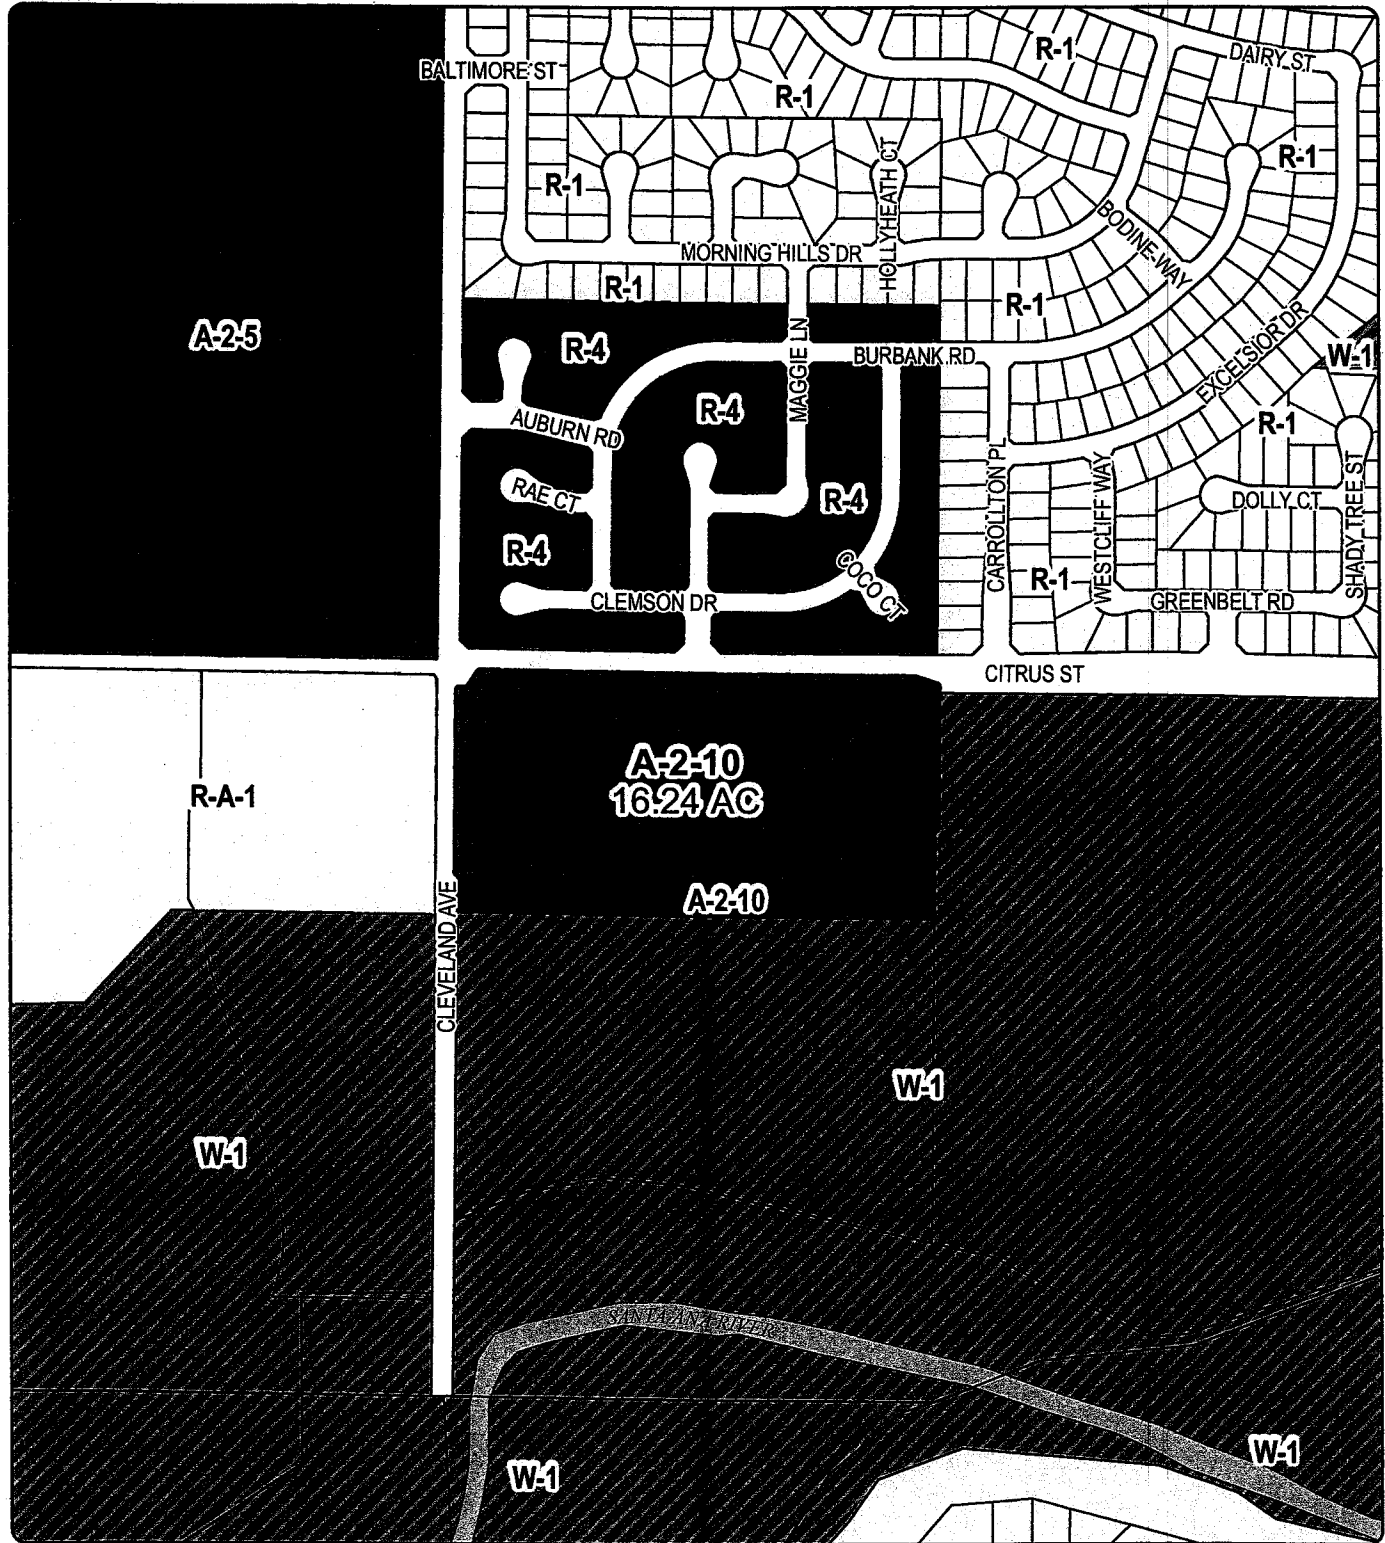 R-1
DAIRY ST
BALTIMORE ST
R-1
R-1
R-1
HOLLYHEATH CT
BODINE WAY
MORNING HILLS DR
R-1
R-1
A-2-5
R-4
MAGGIE LN
BURBANK RD
EXCELSIOR DR
W-1
R-4
AUBURN RD
R-1
CARROLLTON PL
RAE CT
R-4
WESTCLIFF WAY
DOLLY CT
SHADY TREE ST
R-4
COCO CT
R-1
CLEMSON DR
GREENBELT RD
CITRUS ST
A-2-10
16.24 AC
R-A-1
A-2-10
CLEVELAND AVE
W-1
W-1
SANTA ANA RIVER
W-1
W-1